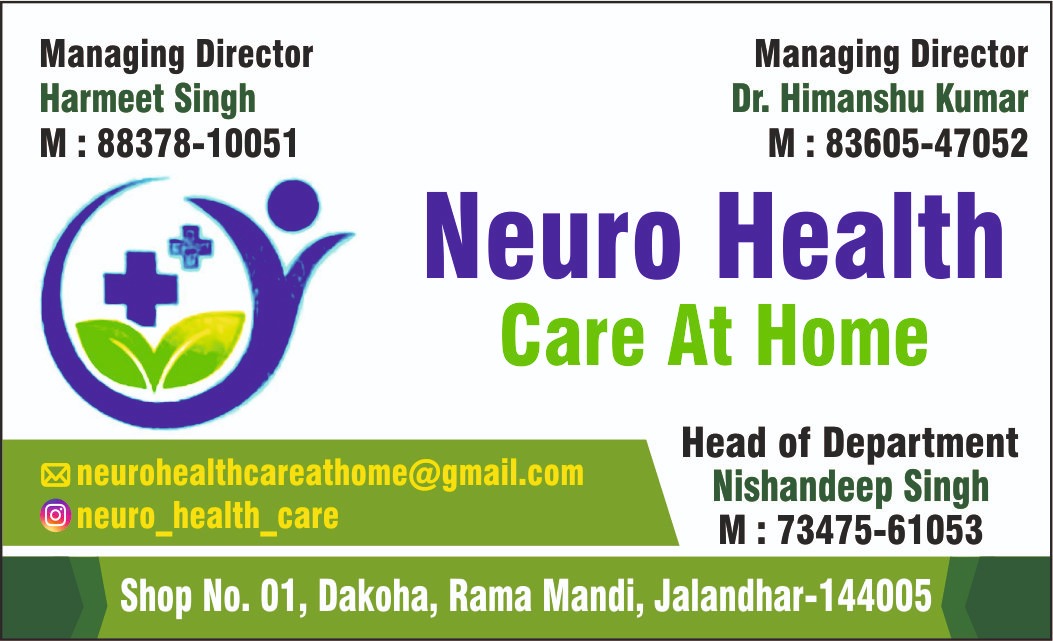 Managing Director
Harmeet Singh
M : 88378-10051
Managing Director
Dr. Himanshu Kumar
M : 83605-47052
Neuro Health
Care At Home
neurohealthcareathome@gmail.com
neuro_health_care
Head of Department
Nishandeep Singh
M : 73475-61053
Shop No. 01, Dakoha, Rama Mandi, Jalandhar-144005